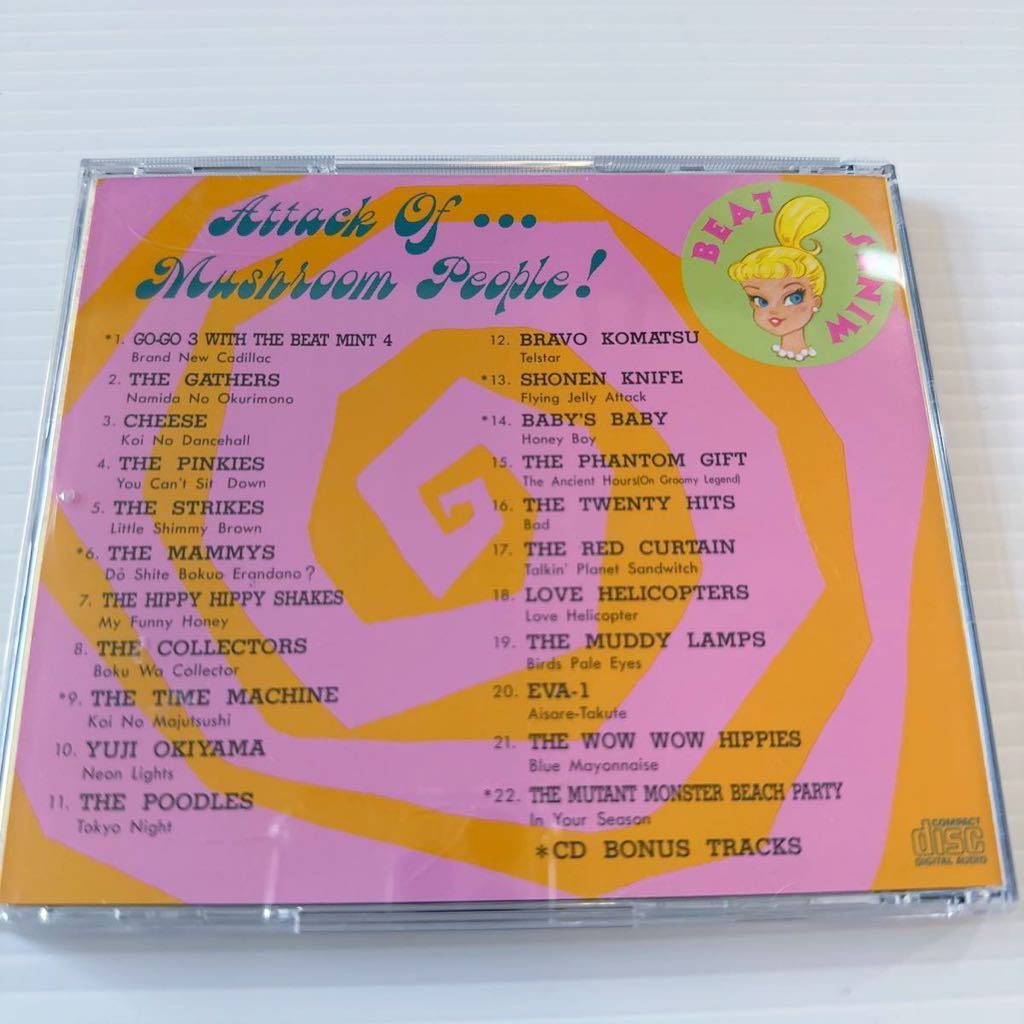 Attack Of ...
Mushroom People!
BEAT
MINTS
*1. GO-GO 3 WITH THE BEAT MINT 4
Brand New Cadillac
2. THE GATHERS
Namida No Okurimono
3. CHEESE
Koi No Dancehall
4. THE PINKIES
You Can't Sit Down
5. THE STRIKES
Little Shimmy Brown
*6. THE MAMMYS
Dō Shite Bokuo Erandano?
7. THE HIPPY HIPPY SHAKES
My Funny Honey
8. THE COLLECTORS
Boku Wa Collector
*9. THE TIME MACHINE
Koi No Majutsushi
10. YUJI OKIYAMA
Neon Lights
11. THE POODLES
Tokyo Night
12. BRAVO KOMATSU
Telstar
*13. SHONEN KNIFE
Flying Jelly Attack
*14. BABY'S BABY
Honey Boy
15. THE PHANTOM GIFT
The Ancient Hours(On Groomy Legend)
16. THE TWENTY HITS
Bad
17. THE RED CURTAIN
Talkin' Planet Sandwitch
18. LOVE HELICOPTERS
Love Helicopter
19. THE MUDDY LAMPS
Birds Pale Eyes
20. EVA-1
Aisare-Takute
21. THE WOW WOW HIPPIES
Blue Mayonnaise
*22. THE MUTANT MONSTER BEACH PARTY
In Your Season
*CD BONUS TRACKS
COMPACT
disc
DIGITAL AUDIO